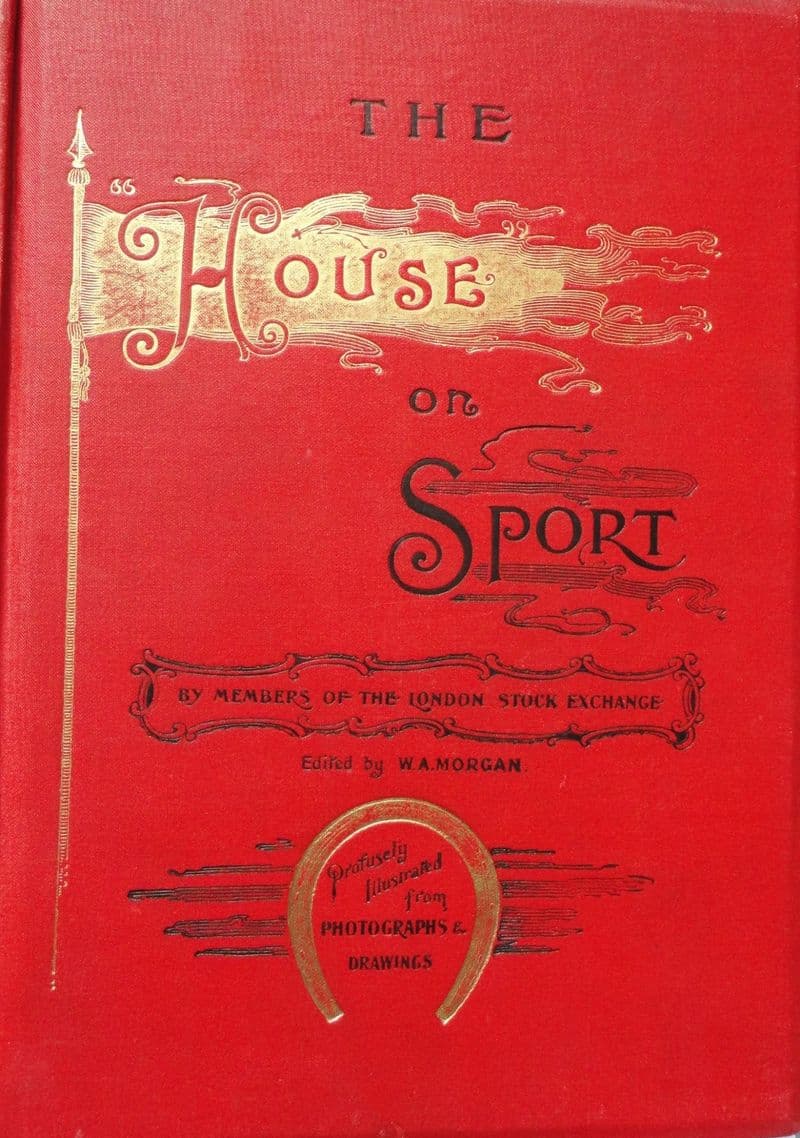 THE
"HOUSE"
on
SPORT
BY MEMBERS OF THE LONDON STOCK EXCHANGE
Edited by W.A.MORGAN.
Profusely
Illustrated
from
PHOTOGRAPHS &
DRAWINGS